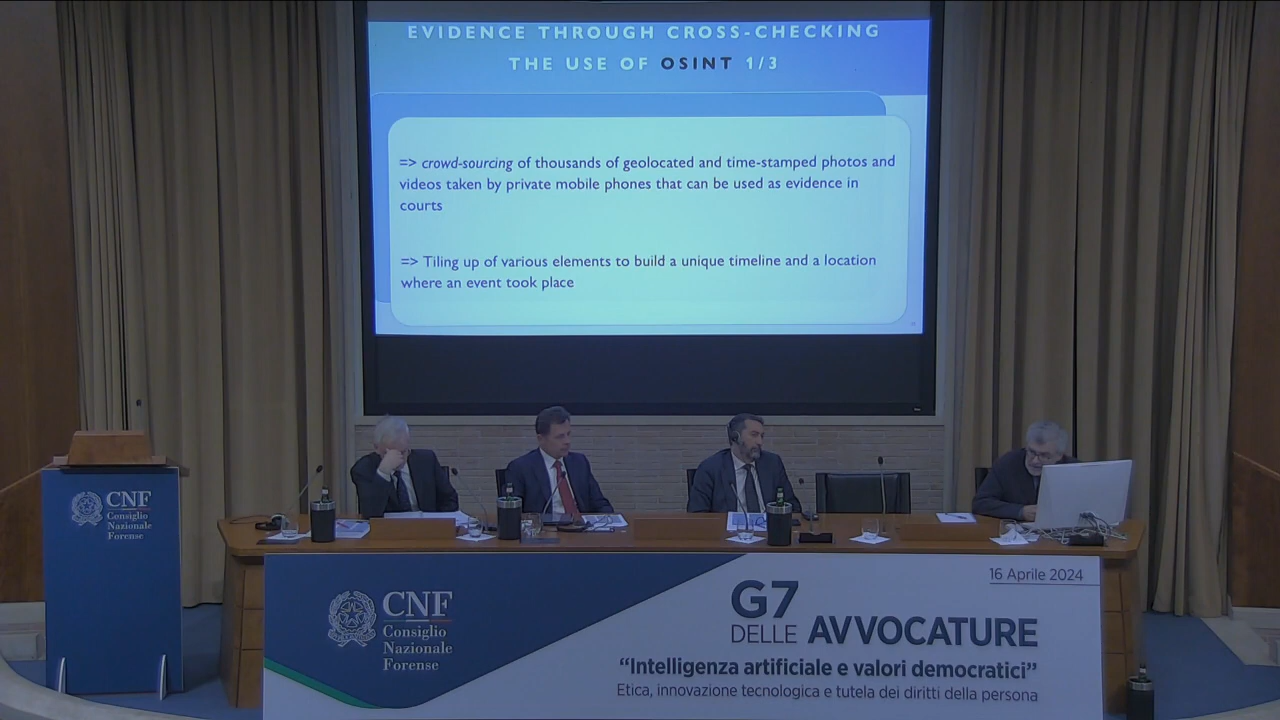 EVIDENCE THROUGH CROSS-CHECKING
THE USE OF OSINT 1/3
=> crowd-sourcing of thousands of geolocated and time-stamped photos and
videos taken by private mobile phones that can be used as evidence in
courts
=> Tiling up of various elements to build a unique timeline and a location
where an event took place
CNF
Consiglio
Nazionale
Forense
CNF
Consiglio
Nazionale
Forense
16 Aprile 2024
G7
DELLE AVVOCATURE
“Intelligenza artificiale e valori democratici”
Etica, innovazione tecnologica e tutela dei diritti della persona